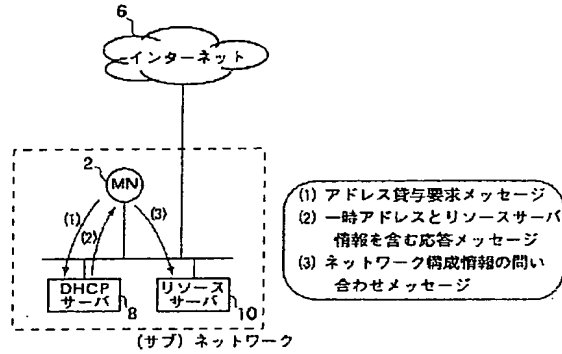 6
インターネット
2
MN
(1)
(2)
(3)
DHCP
サーバ
8
リソース
サーバ
10
(サブ) ネットワーク
(1) アドレス貸与要求メッセージ
(2) 一時アドレスとリソースサーバ
情報を含む応答メッセージ
(3) ネットワーク構成情報の問い
合わせメッセージ